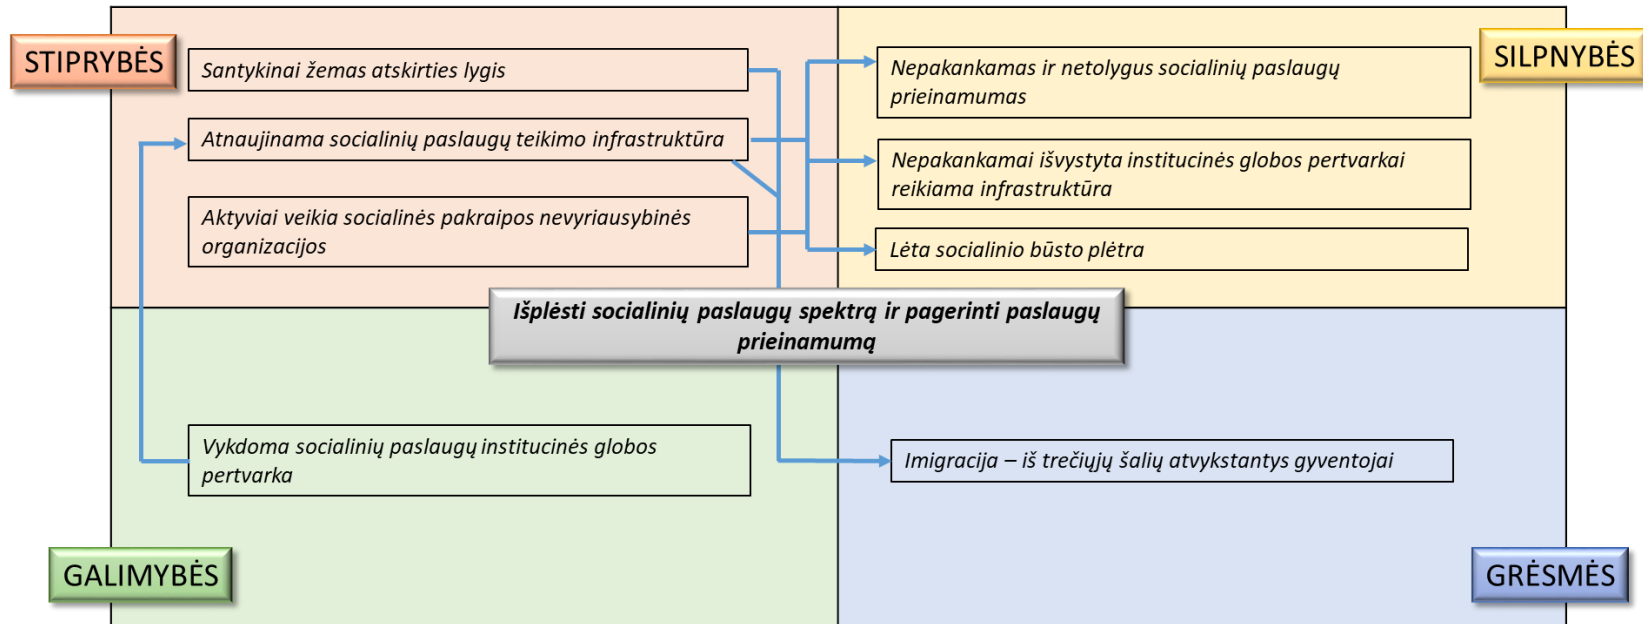 STIPRYBĖS
Santykinai žemas atskirties lygis
Atnaujinama socialinių paslaugų teikimo infrastruktūra
Aktyviai veikia socialinės pakraipos nevyriausybinės
organizacijos
SILPNYBĖS
Nepakankamas ir netolygus socialinių paslaugų
prieinamumas
Nepakankamai išvystyta institucinės globos pertvarkai
reikiama infrastruktūra
Lėta socialinio būsto plėtra
Išplėsti socialinių paslaugų spektrą ir pagerinti paslaugų
prieinamumą
Vykdoma socialinių paslaugų institucinės globos
pertvarka
GALIMYBĖS
Imigracija – iš trečiųjų šalių atvykstantys gyventojai
GRĖSMĖS